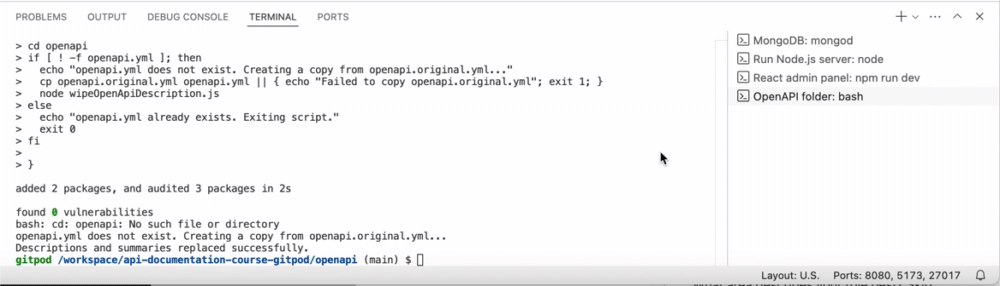 PROBLEMS OUTPUT DEBUG CONSOLE TERMINAL PORTS
> cd openapi
> if [ ! -f openapi.yml ]; then
>   echo "openapi.yml does not exist. Creating a copy from openapi.original.yml..."
>   cp openapi.original.yml openapi.yml || { echo "Failed to copy openapi.original.yml"; exit 1; }
>   node wipeOpenApiDescription.js
> else
>   echo "openapi.yml already exists. Exiting script."
>   exit 0
> fi
>
> }
added 2 packages, and audited 3 packages in 2s
found 0 vulnerabilities
bash: cd: openapi: No such file or directory
openapi.yml does not exist. Creating a copy from openapi.original.yml...
Descriptions and summaries replaced successfully.
gitpod /workspace/api-documentation-course-gitpod/openapi (main) $
MongoDB: mongod
Run Node.js server: node
React admin panel: npm run dev
OpenAPI folder: bash
Layout: U.S. Ports: 8080, 5173, 27017